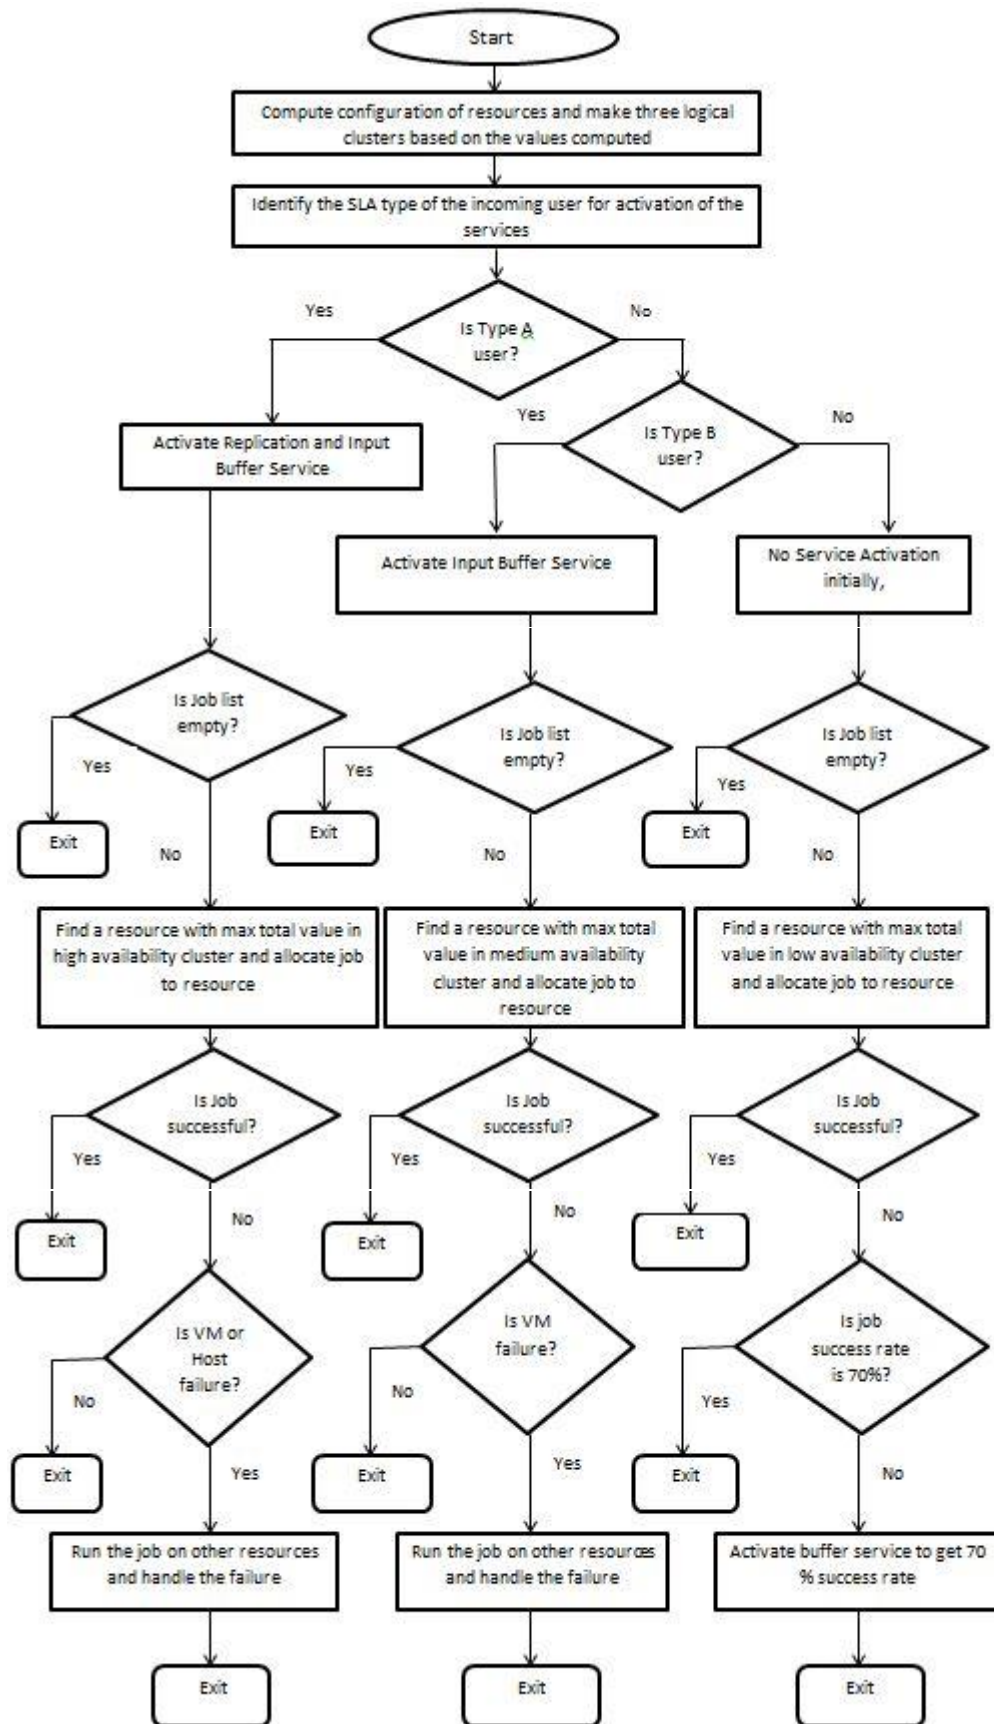 Start
Compute configuration of resources and make three logical
clusters based on the values computed
Identify the SLA type of the incoming user for activation of the
services
Yes
No
Is Type A
user?
Yes
No
Is Type B
user?
Activate Replication and Input
Buffer Service
Activate Input Buffer Service
No Service Activation
initially,
Is Job list
empty?
Is Job list
empty?
Is Job list
empty?
Yes
Yes
Yes
Exit
Exit
Exit
No
No
No
Find a resource with max total value in
high availability cluster and allocate job
to resource
Find a resource with max total
value in medium availability
cluster and allocate job to
resource
Find a resource with max total
value in low availability cluster
and allocate job to resource
Is Job
successful?
Is Job
successful?
Is Job
successful?
Yes
Yes
Yes
No
No
No
Exit
Exit
Exit
Is VM or
Host
failure?
Is VM
failure?
Is job
success rate
is 70%?
No
No
Yes
Exit
Exit
Exit
Yes
Yes
No
Run the job on other resources
and handle the failure
Run the job on other resources
and handle the failure
Activate buffer service to get 70
% success rate
Exit
Exit
Exit